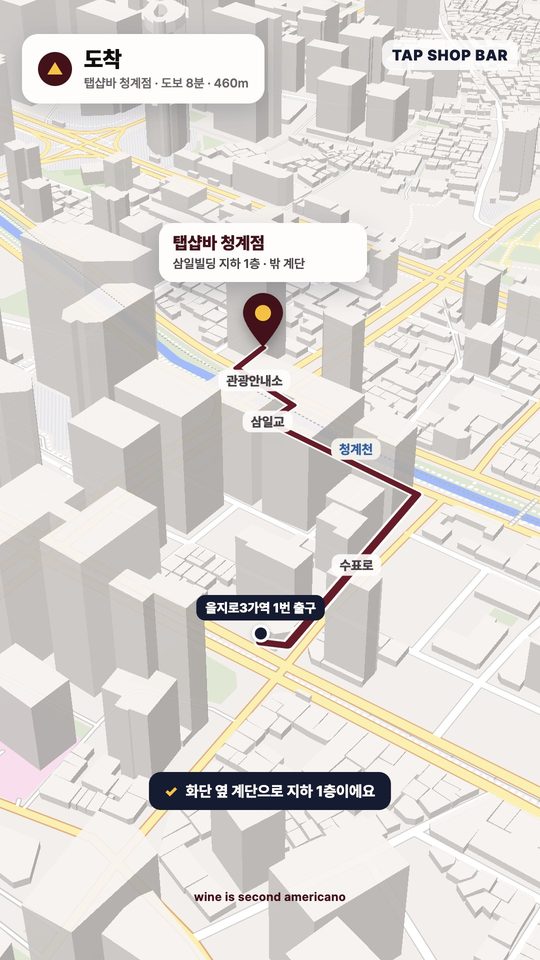 도착
탭샵바 청계점 · 도보 8분 · 460m
TAP SHOP BAR
탭샵바 청계점
삼일빌딩 지하 1층 · 밖 계단
관광안내소
삼일교
청계천
수표로
을지로3가역 1번 출구
화단 옆 계단으로 지하 1층이에요
wine is second americano